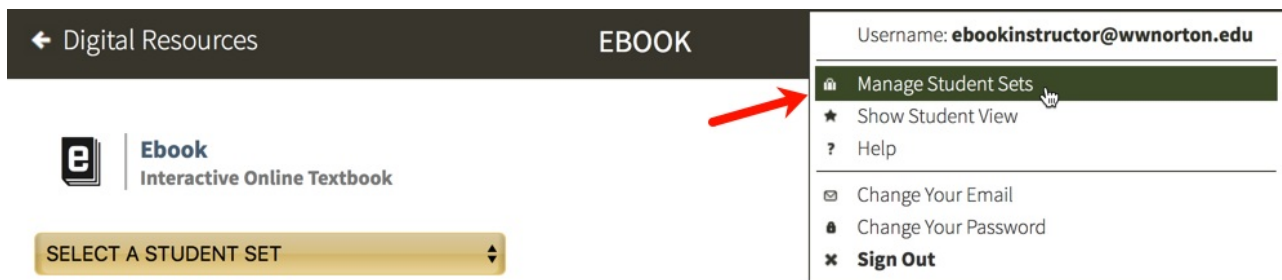 Digital Resources
EBOOK
Ebook
Interactive Online Textbook
SELECT A STUDENT SET
Username: ebookinstructor@wwnorton.edu
Manage Student Sets
Show Student View
? Help
Change Your Email
Change Your Password
Sign Out